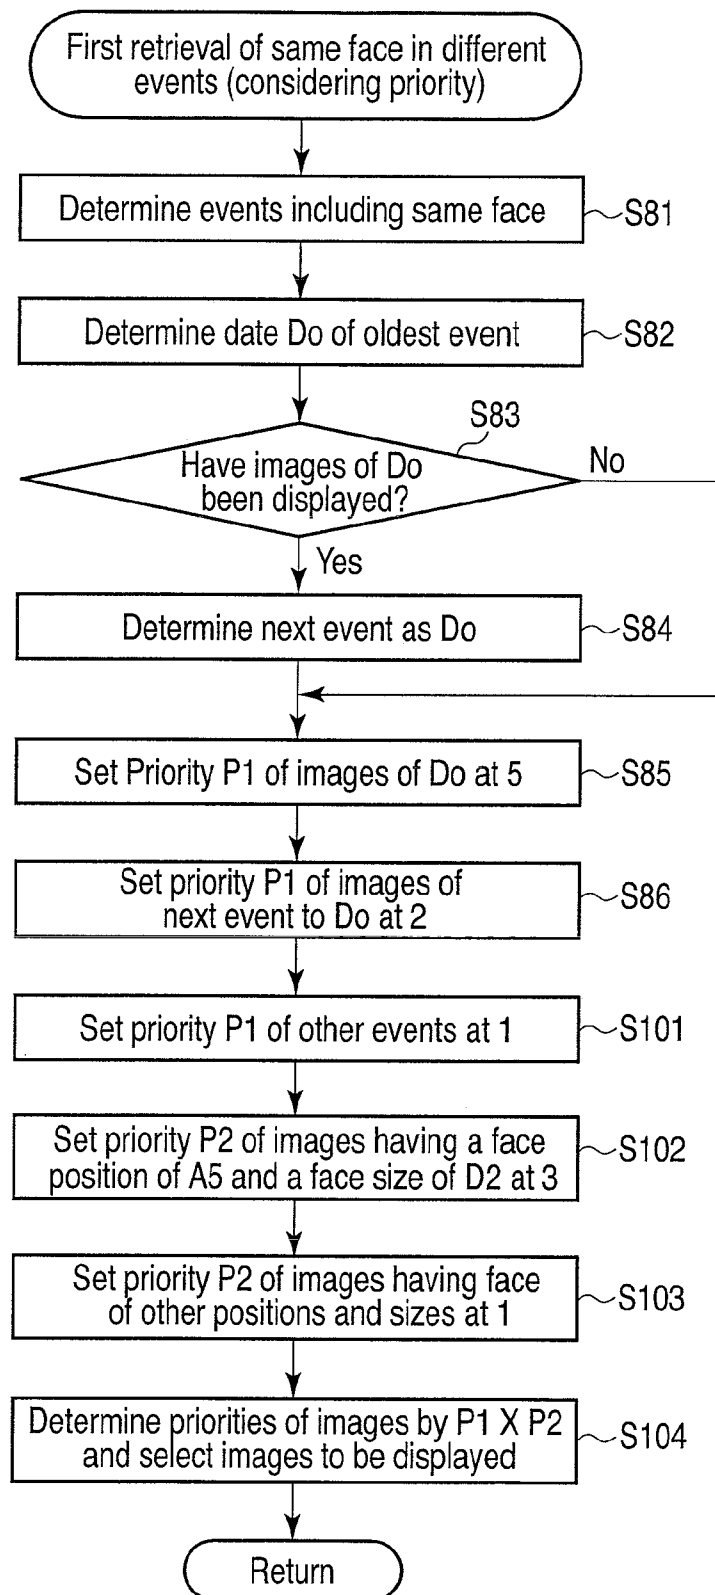 First retrieval of same face in different
events (considering priority)
Determine events including same face
S81
Determine date Do of oldest event
S82
S83
Have images of Do
been displayed?
No
Yes
Determine next event as Do
S84
Set Priority P1 of images of Do at 5
S85
Set priority P1 of images of
next event to Do at 2
S86
Set priority P1 of other events at 1
S101
Set priority P2 of images having a face
position of A5 and a face size of D2 at 3
S102
Set priority P2 of images having face
of other positions and sizes at 1
S103
Determine priorities of images by P1 X P2
and select images to be displayed
S104
Return